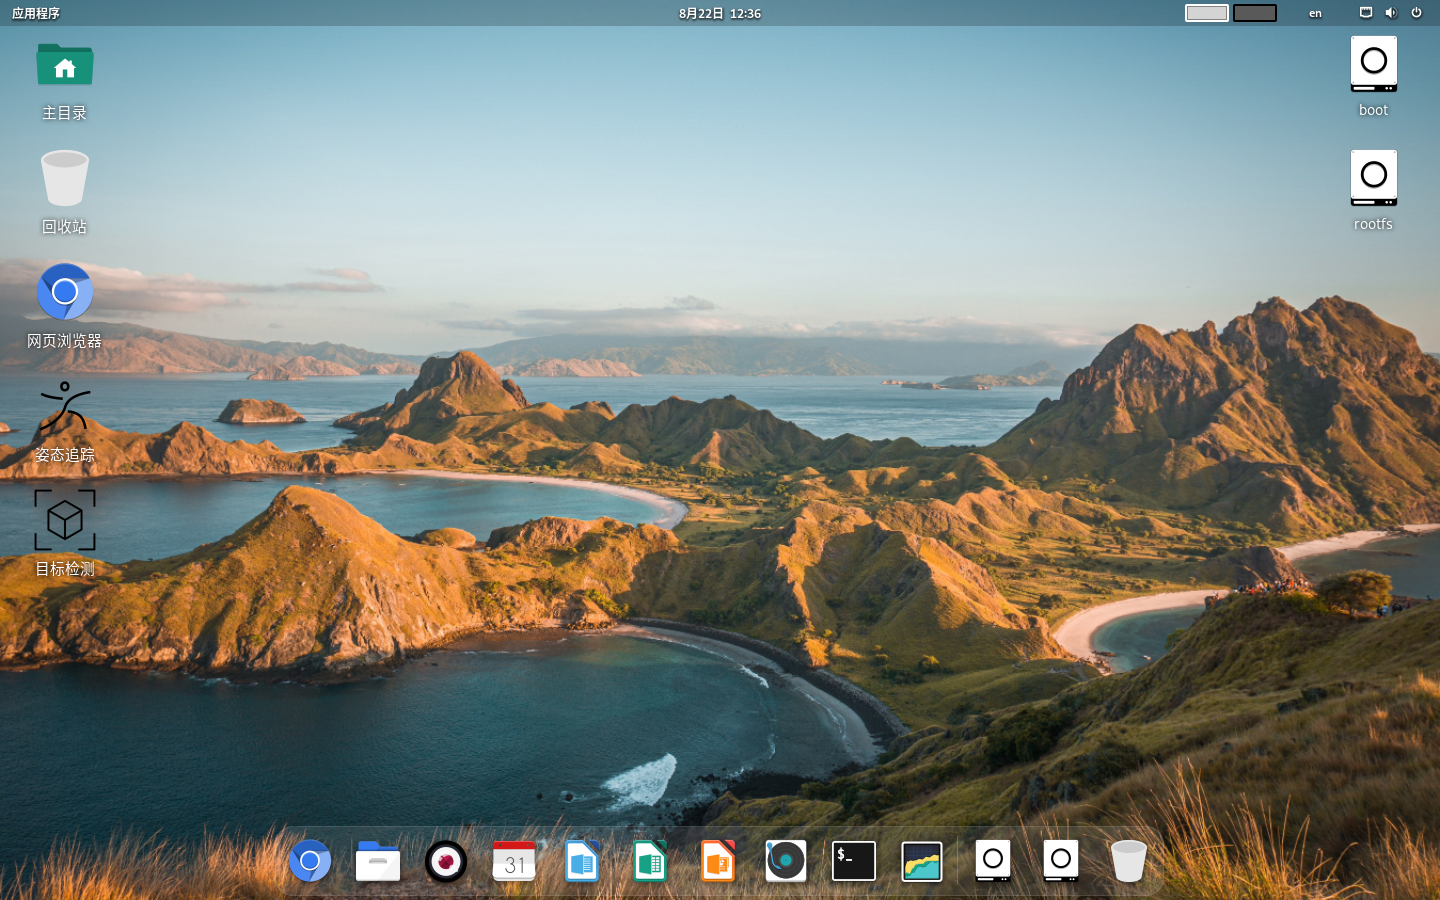 应用程序
8月22日 12:36
en
主目录
回收站
网页浏览器
姿态追踪
目标检测
boot
rootfs
31
$_